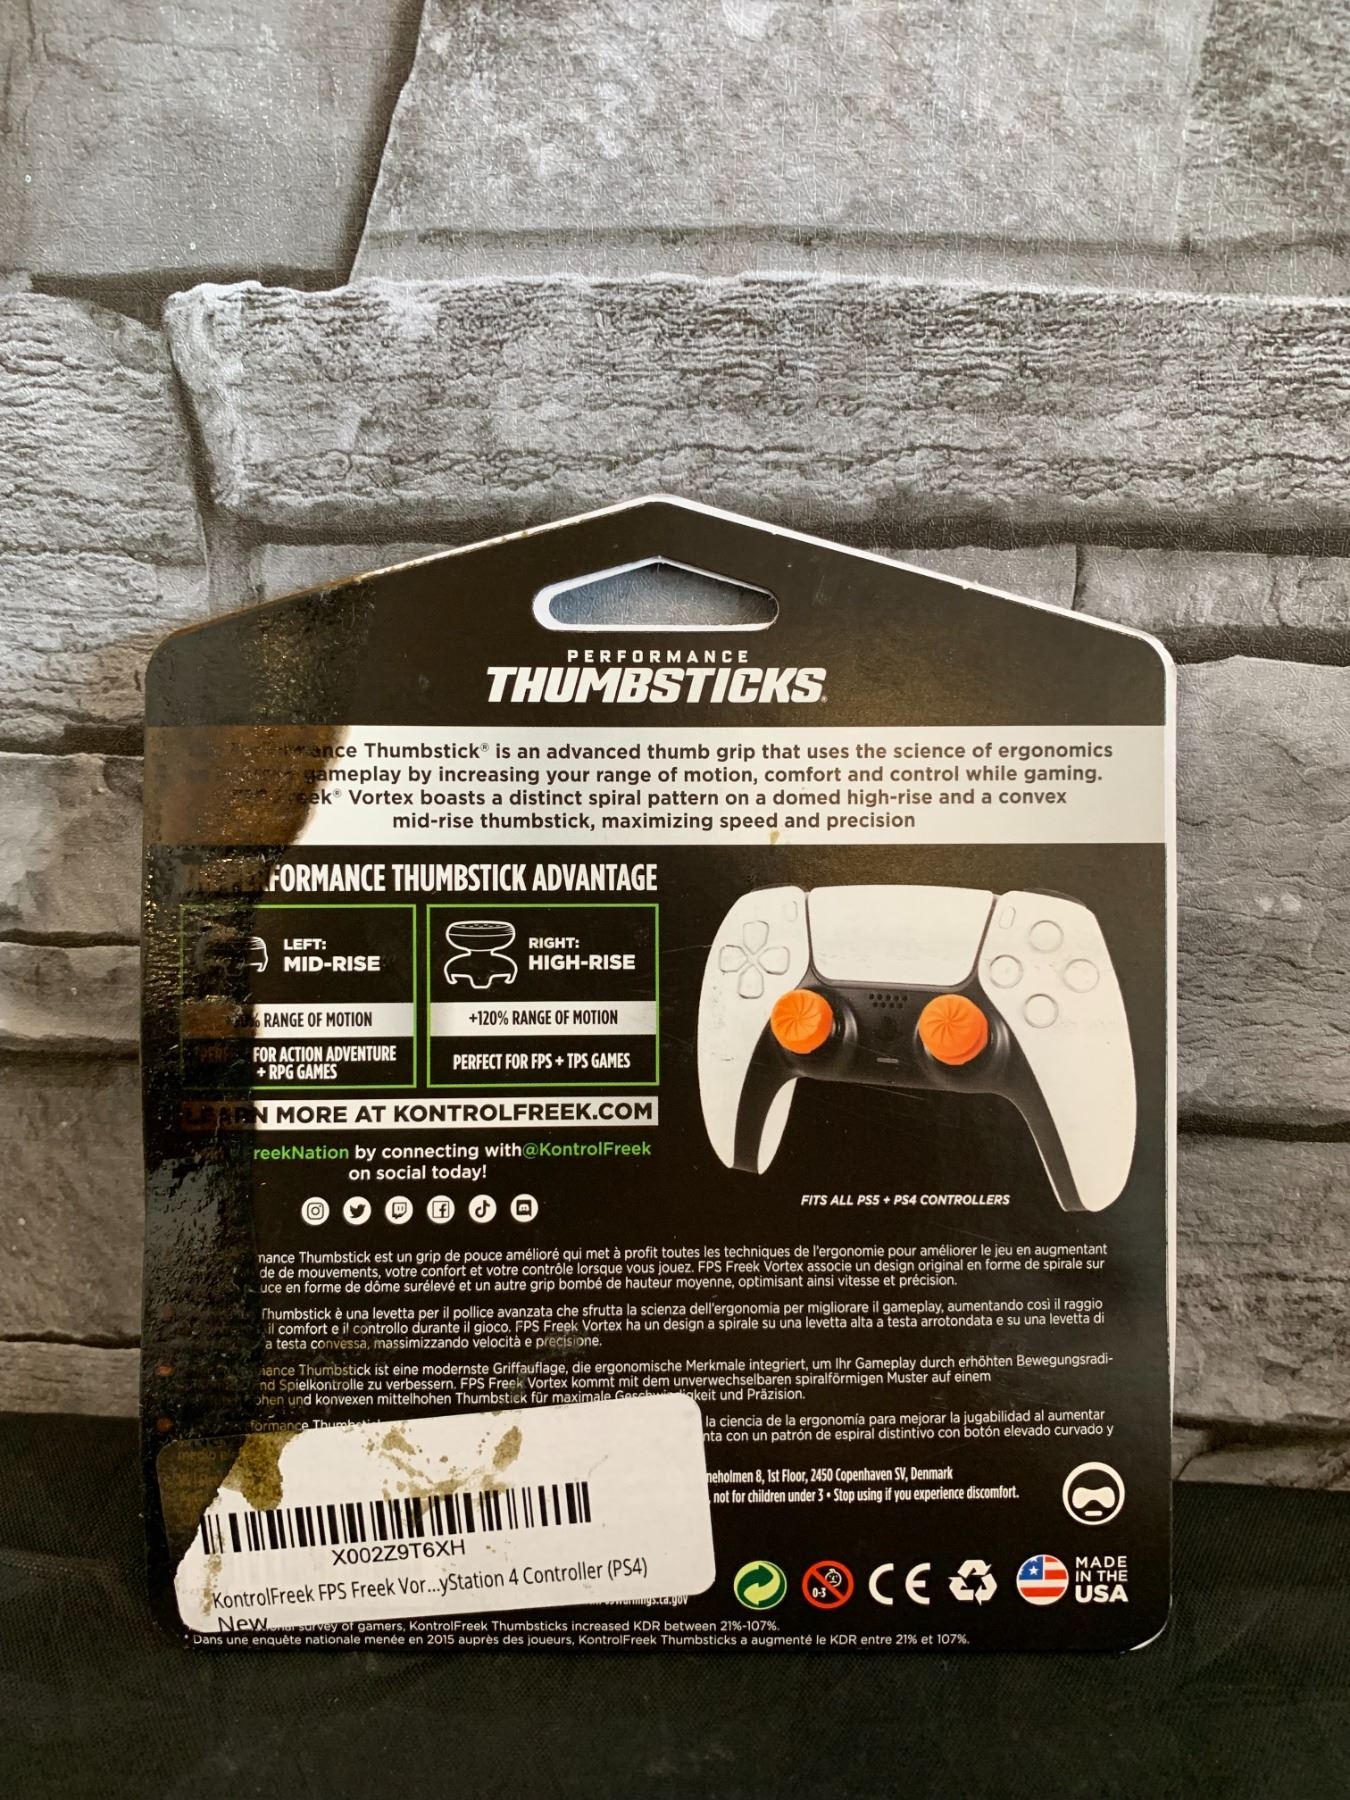 PERFORMANCE
THUMBSTICKS®
ance Thumbstick® is an advanced thumb grip that uses the science of ergonomics
gameplay by increasing your range of motion, comfort and control while gaming.
eek® Vortex boasts a distinct spiral pattern on a domed high-rise and a convex
mid-rise thumbstick, maximizing speed and precision
FORMANCE THUMBSTICK ADVANTAGE
LEFT:
MID-RISE
RANGE OF MOTION
FOR ACTION ADVENTURE
+ RPG GAMES
RIGHT:
HIGH-RISE
+120% RANGE OF MOTION
PERFECT FOR FPS + TPS GAMES
LEARN MORE AT KONTROLFREEK.COM
reekNation by connecting with@KontrolFreek
on social today!
FITS ALL PS5 + PS4 CONTROLLERS
mance Thumbstick est un grip de pouce amélioré qui met à profit toutes les techniques de l'ergonomie pour améliorer le jeu en augmentant
de de mouvements, votre confort et votre contrôle lorsque vous jouez. FPS Freek Vortex associe un design original en forme de spirale sur
uce en forme de dôme surélevé et un autre grip bombé de hauteur moyenne, optimisant ainsi vitesse et précision.
Thumbstick è una levetta per il pollice avanzata che sfrutta la scienza dell'ergonomia per migliorare il gameplay, aumentando così il raggio
il comfort e il controllo durante il gioco. FPS Freek Vortex ha un design a spirale su una levetta alta a testa arrotondata e su una levetta di
a testa convessa, massimizzando velocità e precisione.
ance Thumbstick ist eine modernste Griffauflage, die ergonomische Merkmale integriert, um Ihr Gameplay durch erhöhten Bewegungsradi-
nd Spielkontrolle zu verbessern. FPS Freek Vortex kommt mit dem unverwechselbaren spiralförmigen Muster auf einem
ohen und konvexen mittelhohen Thumbstick für maximale Geschwindigkeit und Präzision.
formance Thumbstick la ciencia de la ergonomía para mejorar la jugabilidad al aumentar
nta con un patrón de espiral distintivo con botón elevado curvado y
neholmen 8, 1st Floor, 2450 Copenhaven SV, Denmark
not for children under 3 • Stop using if you experience discomfort.
X002Z9T6XH
KontrolFreek FPS Freek Vor...yStation 4 Controller (PS4)
New
0-3
CE
MADE
IN THE
USA
survey of gamers, KontrolFreek Thumbsticks increased KDR between 21%-107%.
* Dans une enquête nationale menée en 2015 auprès des joueurs, KontrolFreek Thumbsticks a augmenté le KDR entre 21% et 107%.